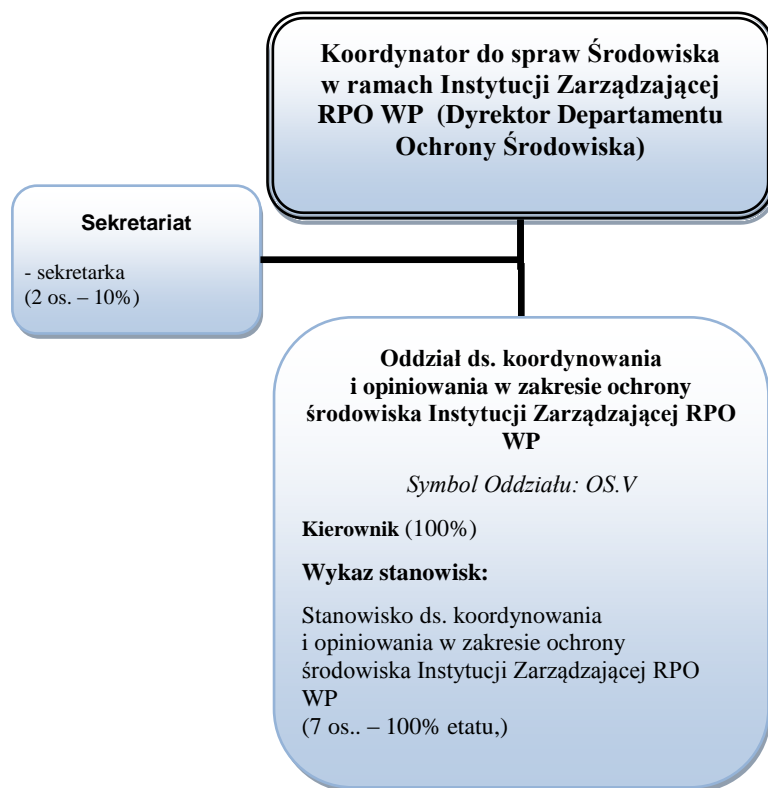 Koordynator do spraw Środowiska
w ramach Instytucji Zarządzającej
RPO WP (Dyrektor Departamentu
Ochrony Środowiska)
Sekretariat
- sekretarka
(2 os. – 10%)
Oddział ds. koordynowania
i opiniowania w zakresie ochrony
środowiska Instytucji Zarządzającej RPO
WP
Symbol Oddziału: OS.V
Kierownik (100%)
Wykaz stanowisk:
Stanowisko ds. koordynowania
i opiniowania w zakresie ochrony
środowiska Instytucji Zarządzającej RPO
WP
(7 os.. – 100% etatu,)